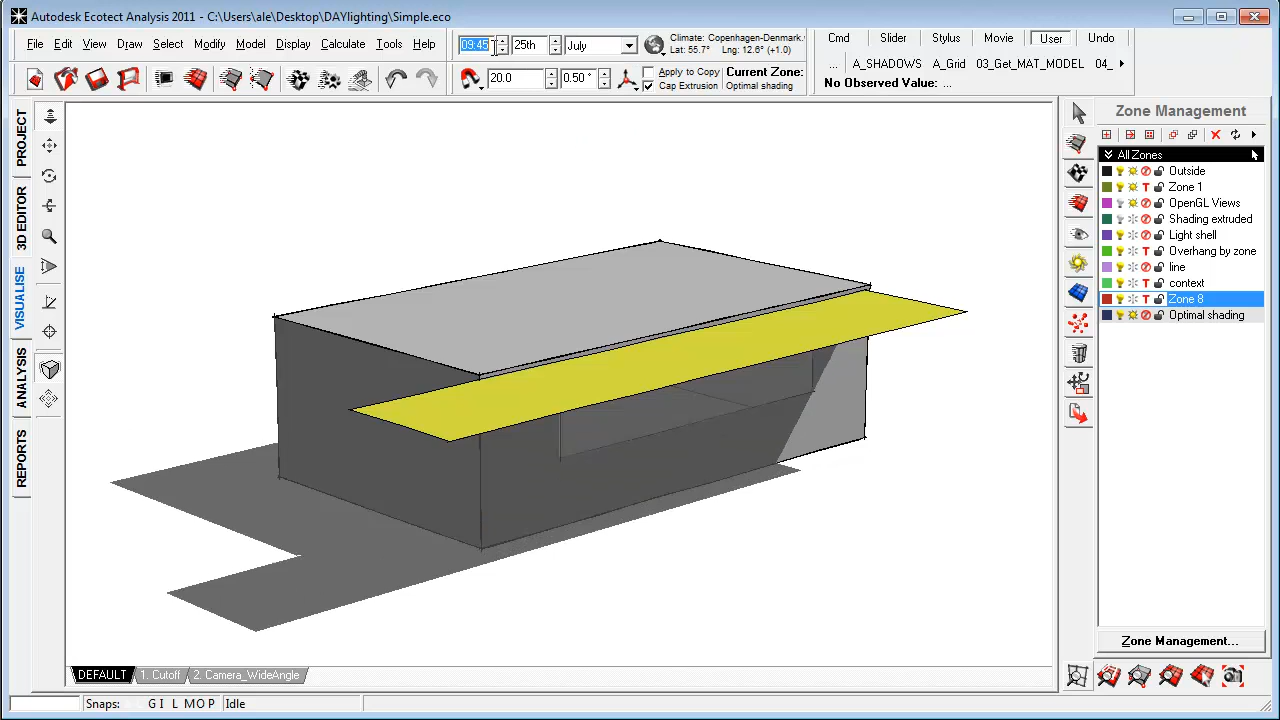 Autodesk Ecotect Analysis 2011 - C:\Users\ale\Desktop\DAYlighting\Simple.eco
File Edit View Draw Select Modify Model Display Calculate Tools Help
09:45 25th July
Climate: Copenhagen-Denmark.
Lat: 55.7° Lng: 12.6° (+1.0)
Cmd Slider Stylus Movie User Undo
... A_SHADOWS A_Grid 03_Get_MAT_MODEL 04_
20.0 0.50 °
Apply to Copy Current Zone:
Cap Extrusion Optimal shading
No Observed Value: ...
PROJECT
3D EDITOR
VISUALISE
ANALYSIS
REPORTS
Zone Management
All Zones
Outside
T Zone 1
OpenGL Views
Shading extruded
Light shell
T Overhang by zone
line
T context
T Zone 8
Optimal shading
Zone Management...
DEFAULT 1. Cutoff 2. Camera_WideAngle
Snaps: G I L M O P Idle